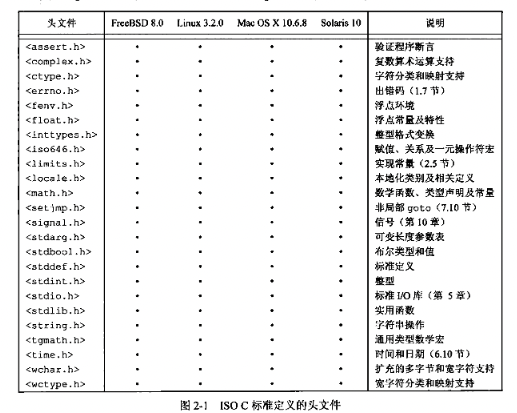 头文件 FreeBSD 8.0 Linux 3.2.0 Mac OS X 10.6.8 Solaris 10 说明
<assert.h> • • • • 验证程序断言
<complex.h> • • • • 复数算术运算支持
<ctype.h> • • • • 字符分类和映射支持
<errno.h> • • • • 出错码（1.7 节）
<fenv.h> • • • • 浮点环境
<float.h> • • • • 浮点常量及特性
<inttypes.h> • • • • 整型格式变换
<iso646.h> • • • • 赋值、关系及一元操作符宏
<limits.h> • • • • 实现常量（2.5 节）
<locale.h> • • • • 本地化类别及相关定义
<math.h> • • • • 数学函数、类型声明及常量
<setjmp.h> • • • • 非局部 goto（7.10 节）
<signal.h> • • • • 信号（第 10 章）
<stdarg.h> • • • • 可变长度参数表
<stdbool.h> • • • • 布尔类型和值
<stddef.h> • • • • 标准定义
<stdint.h> • • • • 整型
<stdio.h> • • • • 标准 I/O 库（第 5 章）
<stdlib.h> • • • • 实用函数
<string.h> • • • • 字符串操作
<tgmath.h> • • • • 通用类型数学宏
<time.h> • • • • 时间和日期（6.10 节）
<wchar.h> • • • • 扩充的多字节和宽字符支持
<wctype.h> • • • • 宽字符分类和映射支持
图 2-1 ISO C 标准定义的头文件